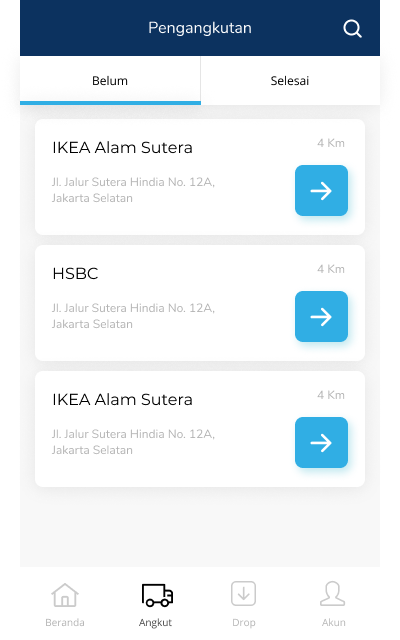 Pengangkutan
Belum
Selesai
IKEA Alam Sutera
4 Km
Jl. Jalur Sutera Hindia No. 12A,
Jakarta Selatan
HSBC
4 Km
Jl. Jalur Sutera Hindia No. 12A,
Jakarta Selatan
IKEA Alam Sutera
4 Km
Jl. Jalur Sutera Hindia No. 12A,
Jakarta Selatan
Beranda
Angkut
Drop
Akun